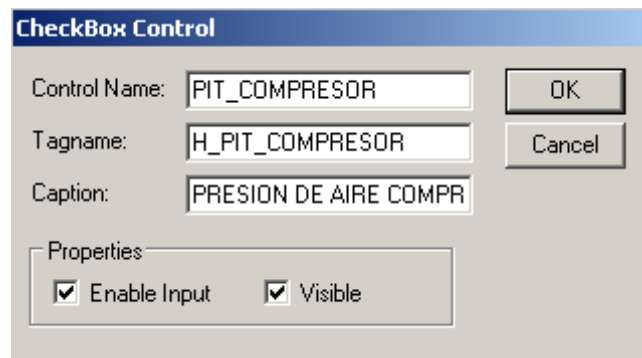 CheckBox Control
Control Name: PIT_COMPRESOR OK
Tagname: H_PIT_COMPRESOR Cancel
Caption: PRESION DE AIRE COMPR
Properties
Enable Input Visible